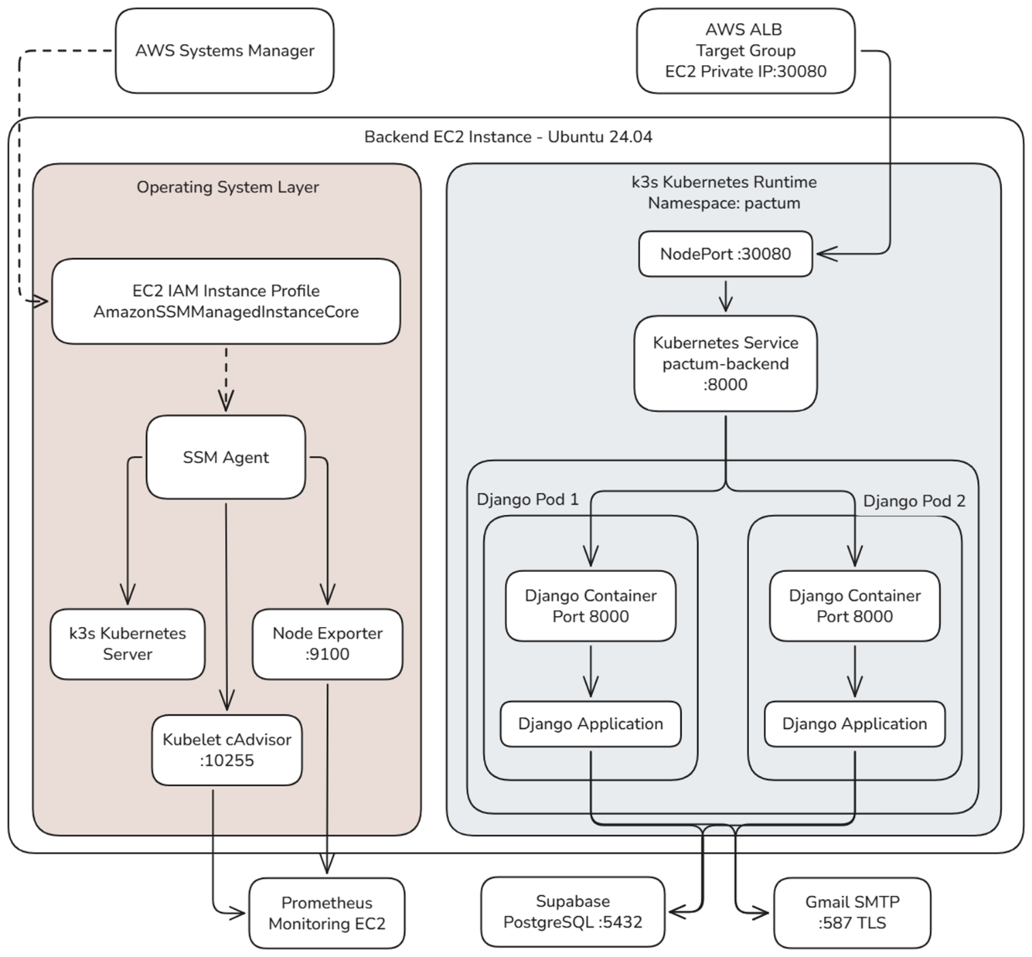 AWS Systems Manager
AWS ALB
Target Group
EC2 Private IP:30080
Backend EC2 Instance - Ubuntu 24.04
Operating System Layer
EC2 IAM Instance Profile
AmazonSSMManagedInstanceCore
SSM Agent
k3s Kubernetes
Server
Node Exporter
:9100
Kubelet cAdvisor
:10255
k3s Kubernetes Runtime
Namespace: pactum
NodePort :30080
Kubernetes Service
pactum-backend
:8000
Django Pod 1
Django Container
Port 8000
Django Application
Django Pod 2
Django Container
Port 8000
Django Application
Prometheus
Monitoring EC2
Supabase
PostgreSQL :5432
Gmail SMTP
:587 TLS